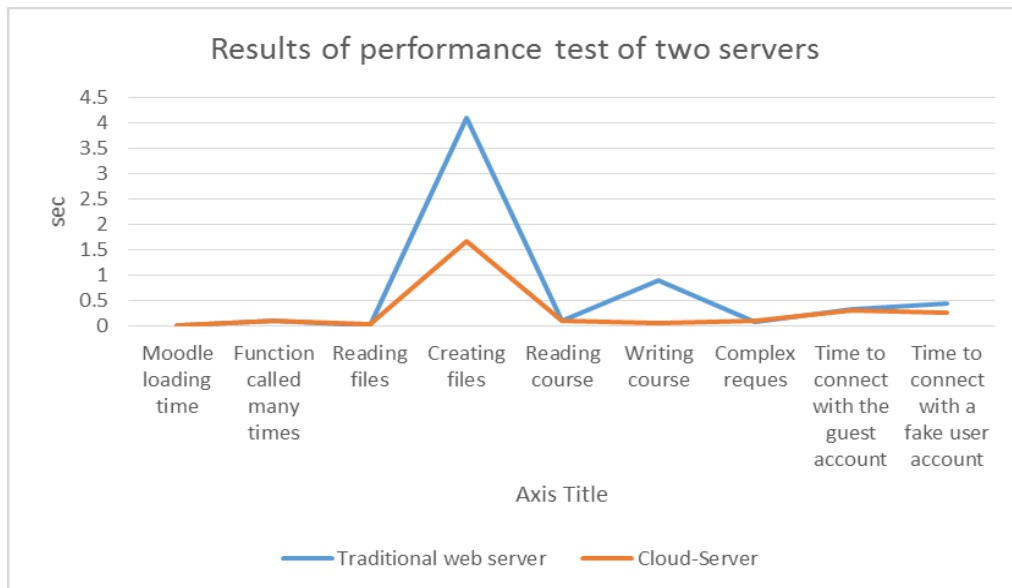 Results of performance test of two servers
4.5
4
3.5
3
2.5
2
1.5
1
0.5
0
sec
Moodle
loading
time
Function
called
many
times
Reading
files
Creating
files
Reading
course
Writing
course
Complex
reques
Time to
connect
with the
guest
account
Time to
connect
with a
fake user
account
Axis Title
Traditional web server
Cloud-Server